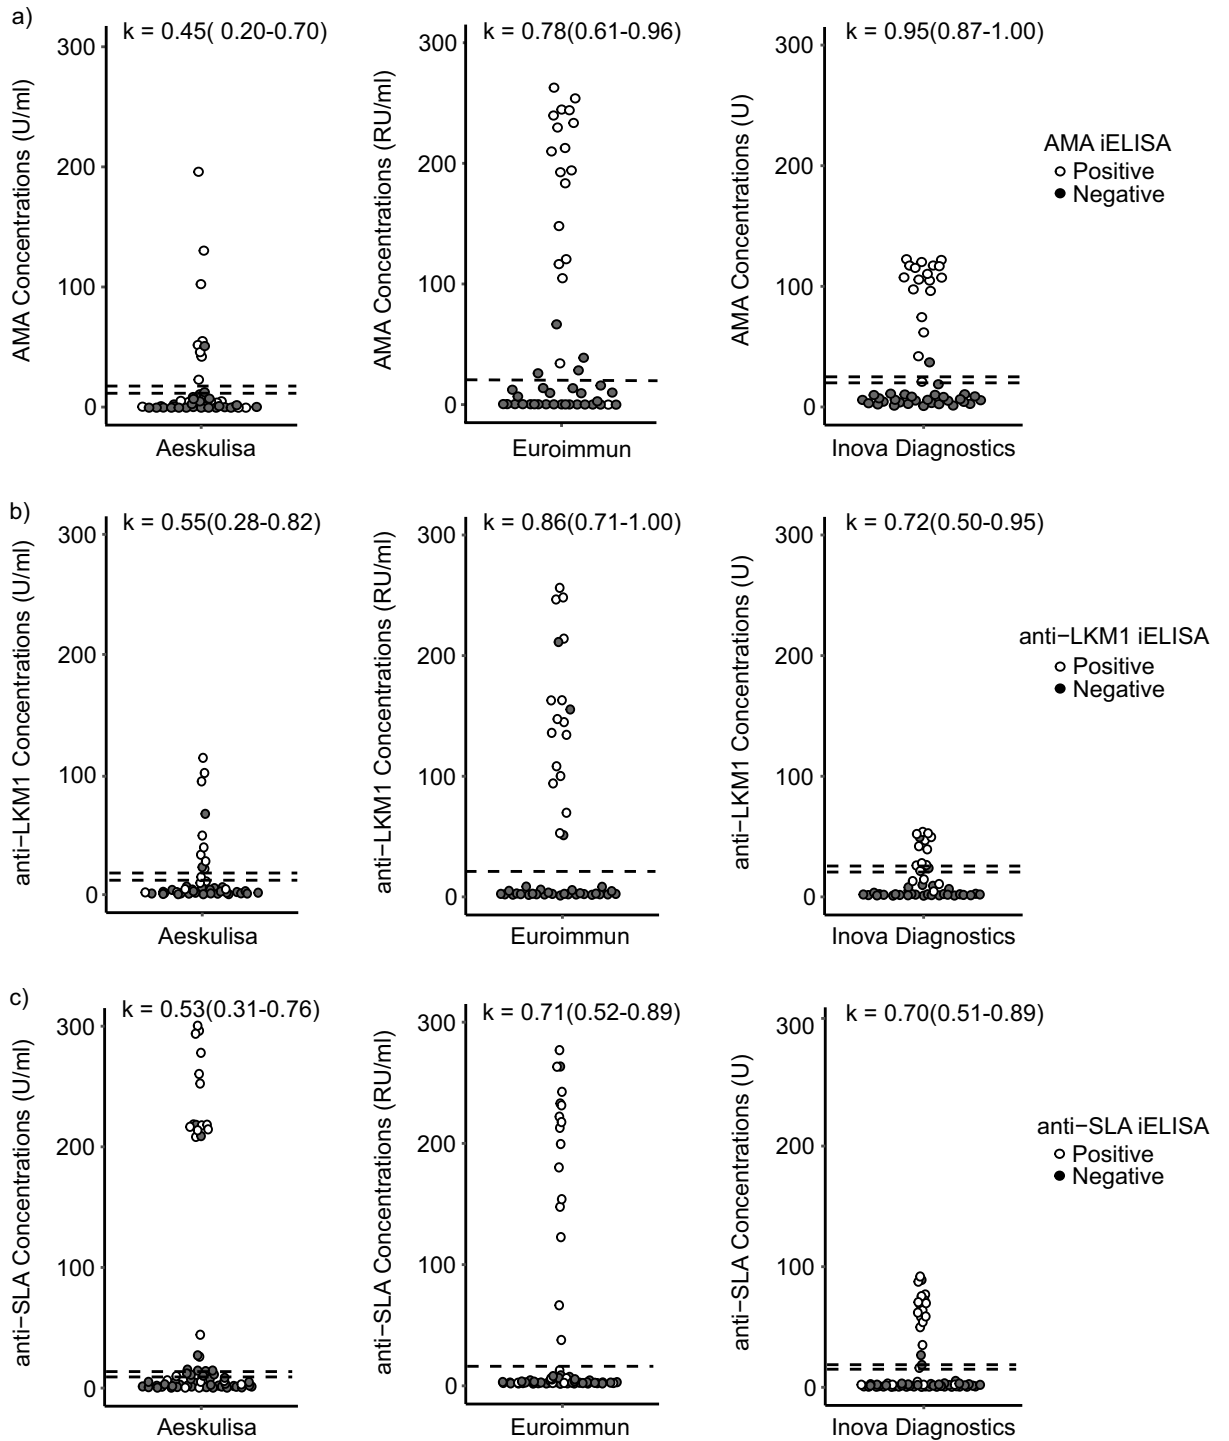 a)
k = 0.45( 0.20-0.70)
k = 0.78(0.61-0.96)
k = 0.95(0.87-1.00)
AMA Concentrations (U/ml)
300
200
100
0
Aeskulisa
AMA Concentrations (RU/ml)
300
200
100
0
Euroimmun
AMA Concentrations (U)
300
200
100
0
Inova Diagnostics
AMA iELISA
Positive
Negative
b)
k = 0.55(0.28-0.82)
k = 0.86(0.71-1.00)
k = 0.72(0.50-0.95)
anti−LKM1 Concentrations (U/ml)
300
200
100
0
Aeskulisa
anti−LKM1 Concentrations (RU/ml)
300
200
100
0
Euroimmun
anti−LKM1 Concentrations (U)
300
200
100
0
Inova Diagnostics
anti−LKM1 iELISA
Positive
Negative
c)
k = 0.53(0.31-0.76)
k = 0.71(0.52-0.89)
k = 0.70(0.51-0.89)
anti−SLA Concentrations (U/ml)
300
200
100
0
Aeskulisa
anti−SLA Concentrations (RU/ml)
300
200
100
0
Euroimmun
anti−SLA Concentrations (U)
300
200
100
0
Inova Diagnostics
anti−SLA iELISA
Positive
Negative